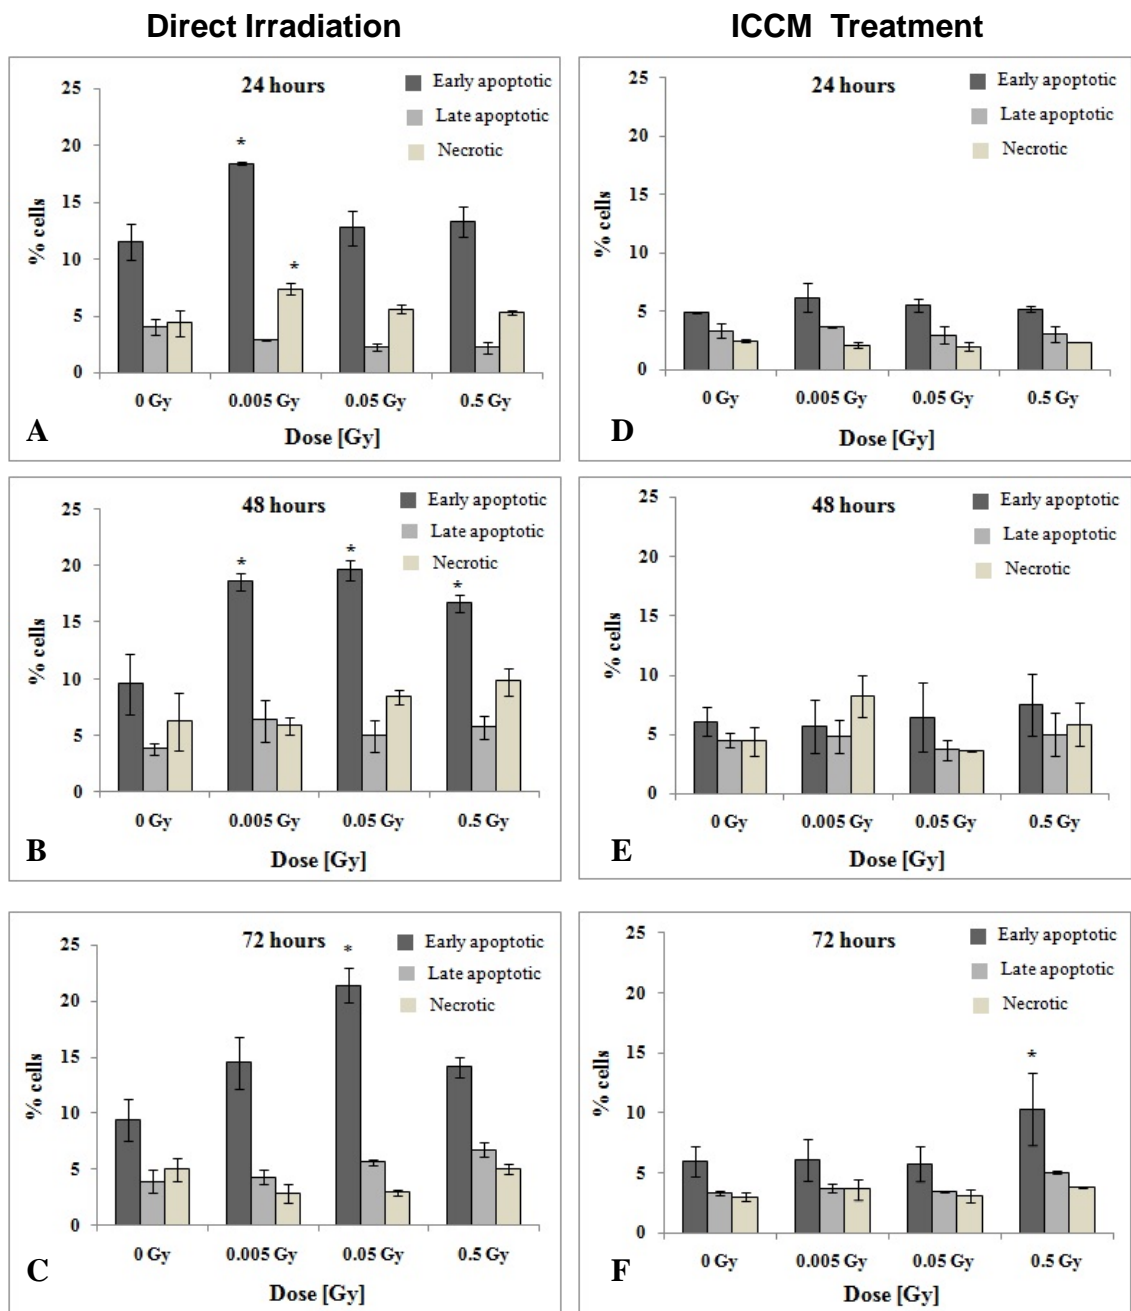 Direct Irradiation
ICCM Treatment
24 hours
Early apoptotic
Late apoptotic
Necrotic
% cells
25
20
15
10
5
0
*
*
0 Gy 0.005 Gy 0.05 Gy 0.5 Gy
Dose [Gy]
A
24 hours
Early apoptotic
Late apoptotic
Necrotic
% cells
25
20
15
10
5
0
0 Gy 0.005 Gy 0.05 Gy 0.5 Gy
Dose [Gy]
D
48 hours
Early apoptotic
Late apoptotic
Necrotic
% cells
25
20
15
10
5
0
* * *
0 Gy 0.005 Gy 0.05 Gy 0.5 Gy
Dose [Gy]
B
48 hours
Early apoptotic
Late apoptotic
Necrotic
% cells
25
20
15
10
5
0
0 Gy 0.005 Gy 0.05 Gy 0.5 Gy
Dose [Gy]
E
72 hours
Early apoptotic
Late apoptotic
Necrotic
% cells
25
20
15
10
5
0
*
0 Gy 0.005 Gy 0.05 Gy 0.5 Gy
Dose [Gy]
C
72 hours
Early apoptotic
Late apoptotic
Necrotic
% cells
25
20
15
10
5
0
*
0 Gy 0.005 Gy 0.05 Gy 0.5 Gy
Dose [Gy]
F